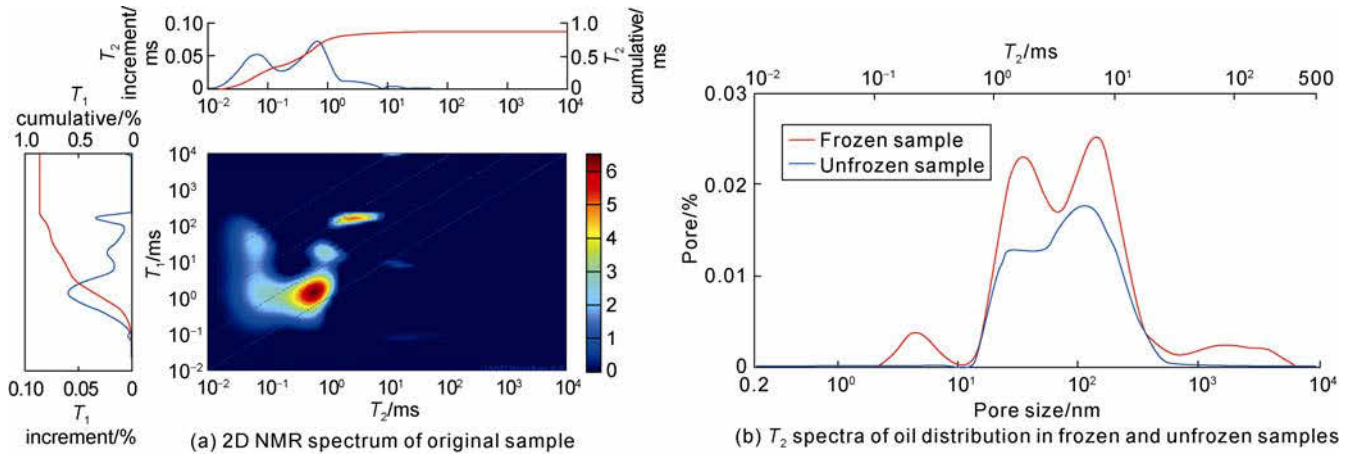 T₂ increment/ ms
0.10
0.05
0
1.0
0.5
0
T₂ cumulative/ ms
10⁻² 10⁻¹ 10⁰ 10¹ 10² 10³ 10⁴
T₁ cumulative/%
1.0 0.5 0
0.10 0.05 0
T₁ increment/%
T₁/ms
10⁴
10³
10²
10¹
10⁰
10⁻¹
10⁻²
10⁻² 10⁻¹ 10⁰ 10¹ 10² 10³ 10⁴
T₂/ms
6
5
4
3
2
1
0
(a) 2D NMR spectrum of original sample
T₂/ms
10⁻² 10⁻¹ 10⁰ 10¹ 10² 500
Pore/%
0.03
0.02
0.01
0
Frozen sample
Unfrozen sample
0.2 10⁰ 10¹ 10² 10³ 10⁴
Pore size/nm
(b) T₂ spectra of oil distribution in frozen and unfrozen samples